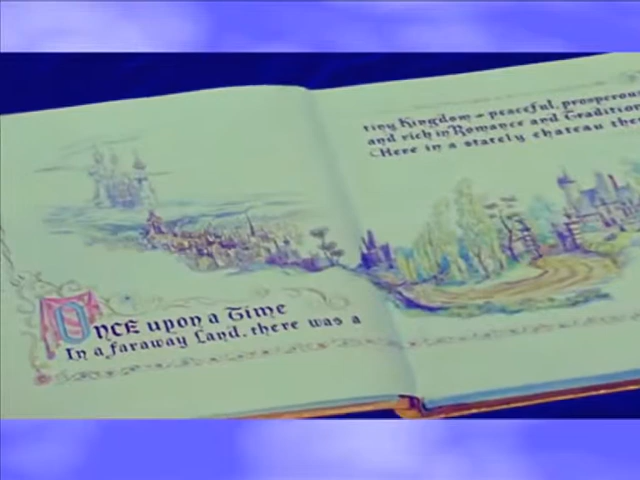 Once upon a Time
In a faraway Land, there was a
tiny Kingdom - peaceful, prosperous
and rich in Romance and Tradition
Here in a stately chateau